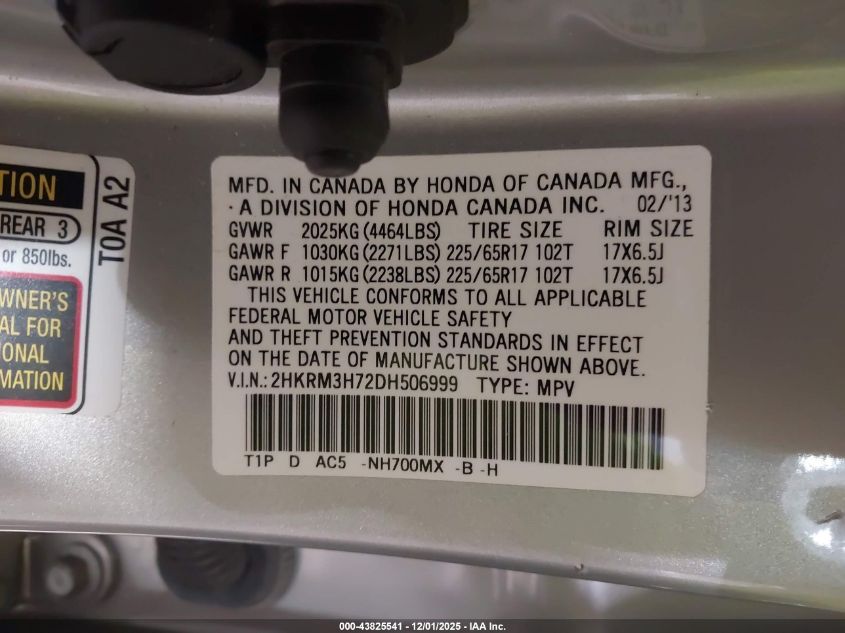 TION
REAR 3
or 850lbs.
WNER'S
AL FOR
IONAL
MATION
T0A A2
MFD. IN CANADA BY HONDA OF CANADA MFG.,
A DIVISION OF HONDA CANADA INC. 02/'13
GVWR 2025KG (4464LBS) TIRE SIZE RIM SIZE
GAWR F 1030KG (2271LBS) 225/65R17 102T 17X6.5J
GAWR R 1015KG (2238LBS) 225/65R17 102T 17X6.5J
THIS VEHICLE CONFORMS TO ALL APPLICABLE
FEDERAL MOTOR VEHICLE SAFETY
AND THEFT PREVENTION STANDARDS IN EFFECT
ON THE DATE OF MANUFACTURE SHOWN ABOVE.
V.I.N.: 2HKRM3H72DH506999 TYPE: MPV
T1P D AC5 -NH700MX -B -H
000-43825541 - 12/01/2025 - IAA Inc.